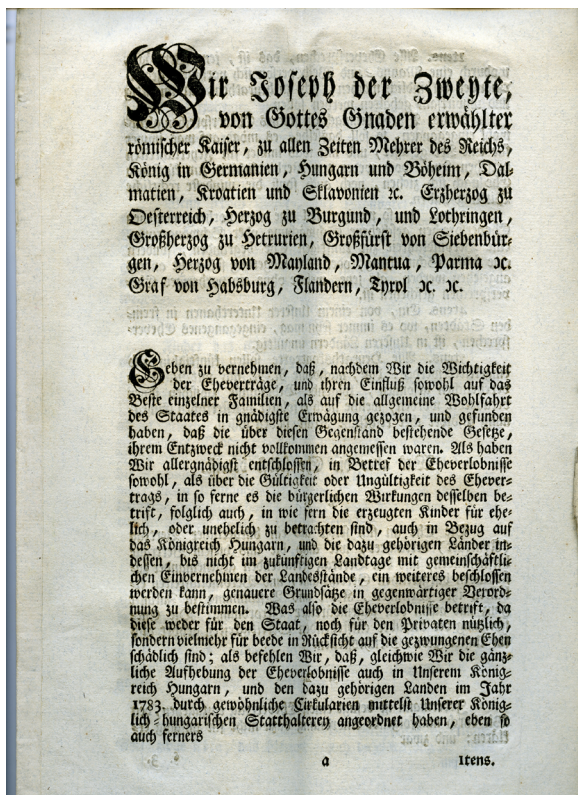 Wir Joseph der Zweyte,
von Gottes Gnaden erwählter
römischer Kaiser, zu allen Zeiten Mehrer des Reichs,
König in Germanien, Hungarn und Böheim, Dal-
matien, Kroatien und Sklavonien ꝛc. Erzherzog zu
Oesterreich, Herzog zu Burgund, und Lothringen,
Großherzog zu Hetrurien, Großfürst von Siebenbür-
gen, Herzog von Mayland, Mantua, Parma ꝛc.
Graf von Habsburg, Flandern, Tyrol ꝛc. ꝛc.
Geben zu vernehmen, daß, nachdem Wir die Wichtigkeit
der Eheverträge, und ihren Einfluß sowohl auf das
Beste einzelner Familien, als auf die allgemeine Wohlfahrt
des Staates in gnädigste Erwägung gezogen, und gefunden
haben, daß die über diesen Gegenstand bestehende Gesetze,
ihrem Entzweck nicht vollkommen angemessen waren. Als haben
Wir allergnädigst entschlossen, in Betref der Eheverlobnisse
sowohl, als über die Gültigkeit oder Ungültigkeit des Ehever-
trags, in so ferne es die bürgerlichen Wirkungen desselben be-
trift, folglich auch, in wie fern die erzeugten Kinder für ehe-
lich, oder unehelich zu betrachten sind, auch in Bezug auf
das Königreich Hungarn, und die dazu gehörigen Länder in-
dessen, bis nicht im zukünftigen Landtage mit gemeinschäftli-
chen Einvernehmen der Landesstände, ein weiteres beschlossen
werden kann, genauere Grundsätze in gegenwärtiger Verord-
nung zu bestimmen. Was also die Eheverlobnisse betrift, da
diese weder für den Staat, noch für den Privaten nützlich,
sondern vielmehr für beede in Rücksicht auf die gezwungenen Ehen
schädlich sind; als befehlen Wir, daß, gleichwie Wir die gänz-
liche Aufhebung der Eheverlobnisse auch in Unserem König-
reich Hungarn, und den dazu gehörigen Landen im Jahr
1783. durch gewöhnliche Cirkularien mittelst Unserer König-
lich-hungarischen Statthalterey angeordnet haben, eben so
auch ferners
a 1tens.